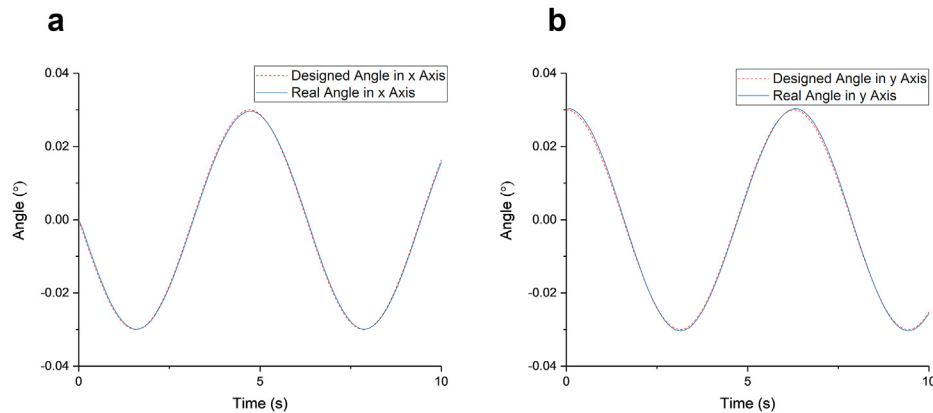 a
b
0.04
Designed Angle in x Axis
Real Angle in x Axis
0.02
0.00
-0.02
-0.04
Angle (°)
0
5
10
Time (s)
0.04
Designed Angle in y Axis
Real Angle in y Axis
0.02
0.00
-0.02
-0.04
Angle (°)
0
5
10
Time (s)